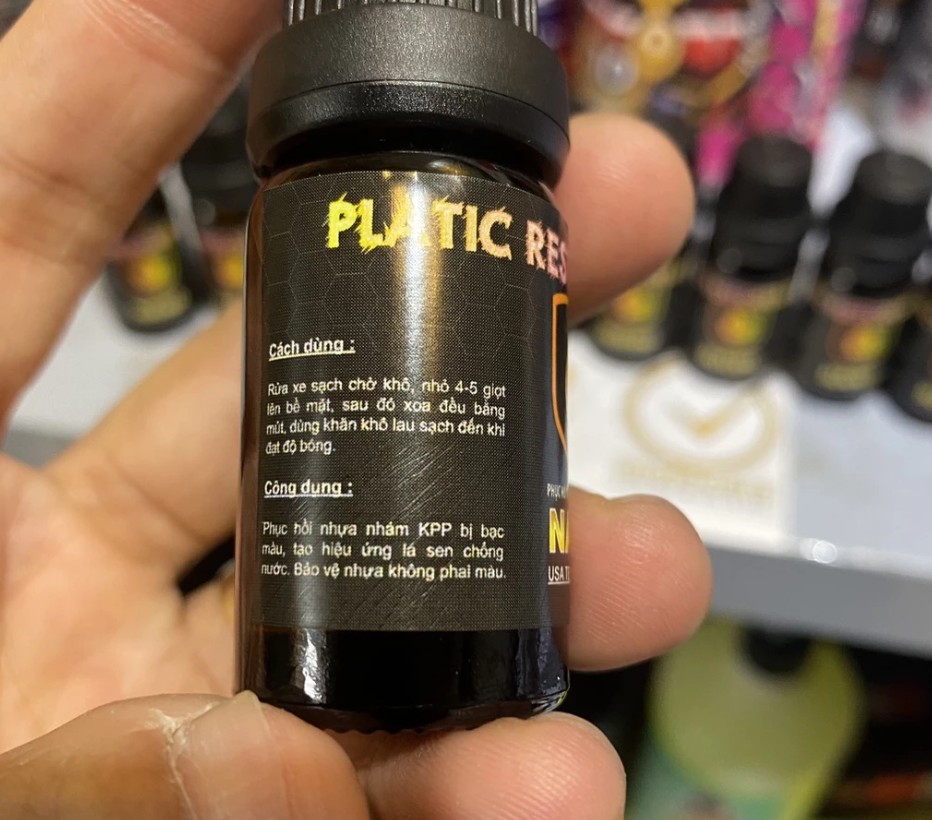 PLATIC RES
Cách dùng :
Rửa xe sạch chờ khô, nhỏ 4-5 giọt
lên bề mặt, sau đó xoa đều bằng
mút, dùng khăn khô lau sạch đến khi
đạt độ bóng.
Công dụng :
Phục hồi nhựa nhám KPP bị bạc
màu, tạo hiệu ứng lá sen chống
nước. Bảo vệ nhựa không phai màu.
PHỤC
NA
USA